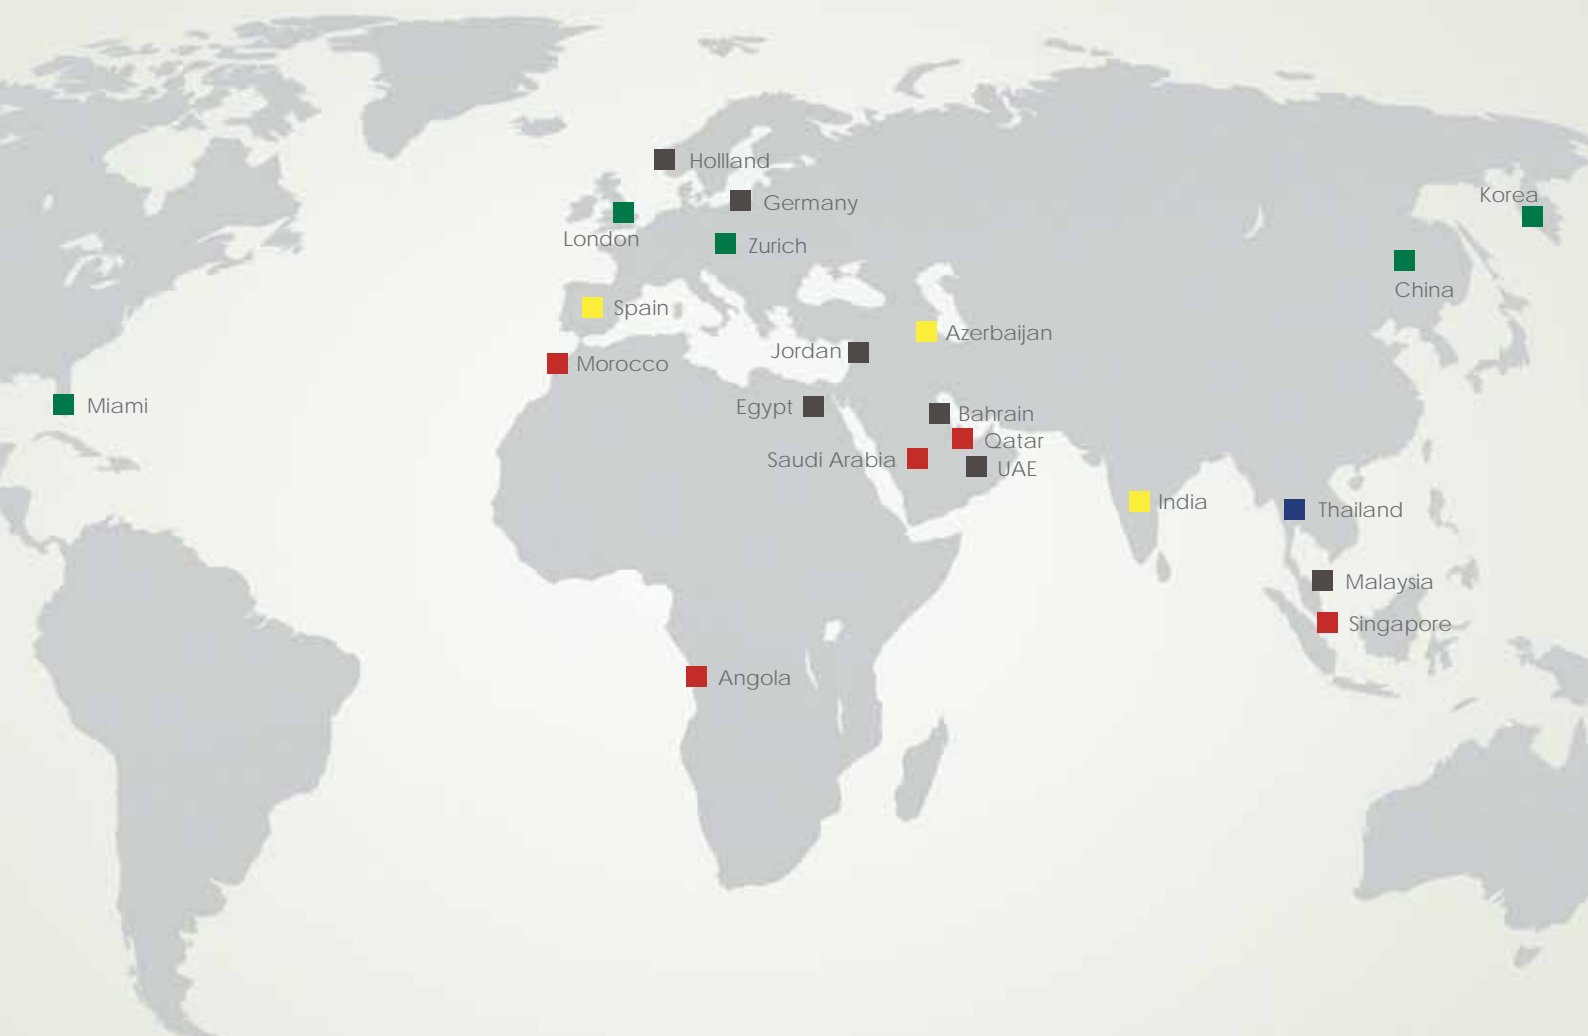 Hollland
Korea
Germany
London
Zurich
China
Spain
Azerbaijan
Jordan
Morocco
Miami
Egypt
Bahrain
Qatar
Saudi Arabia
UAE
India
Thailand
Malaysia
Singapore
Angola